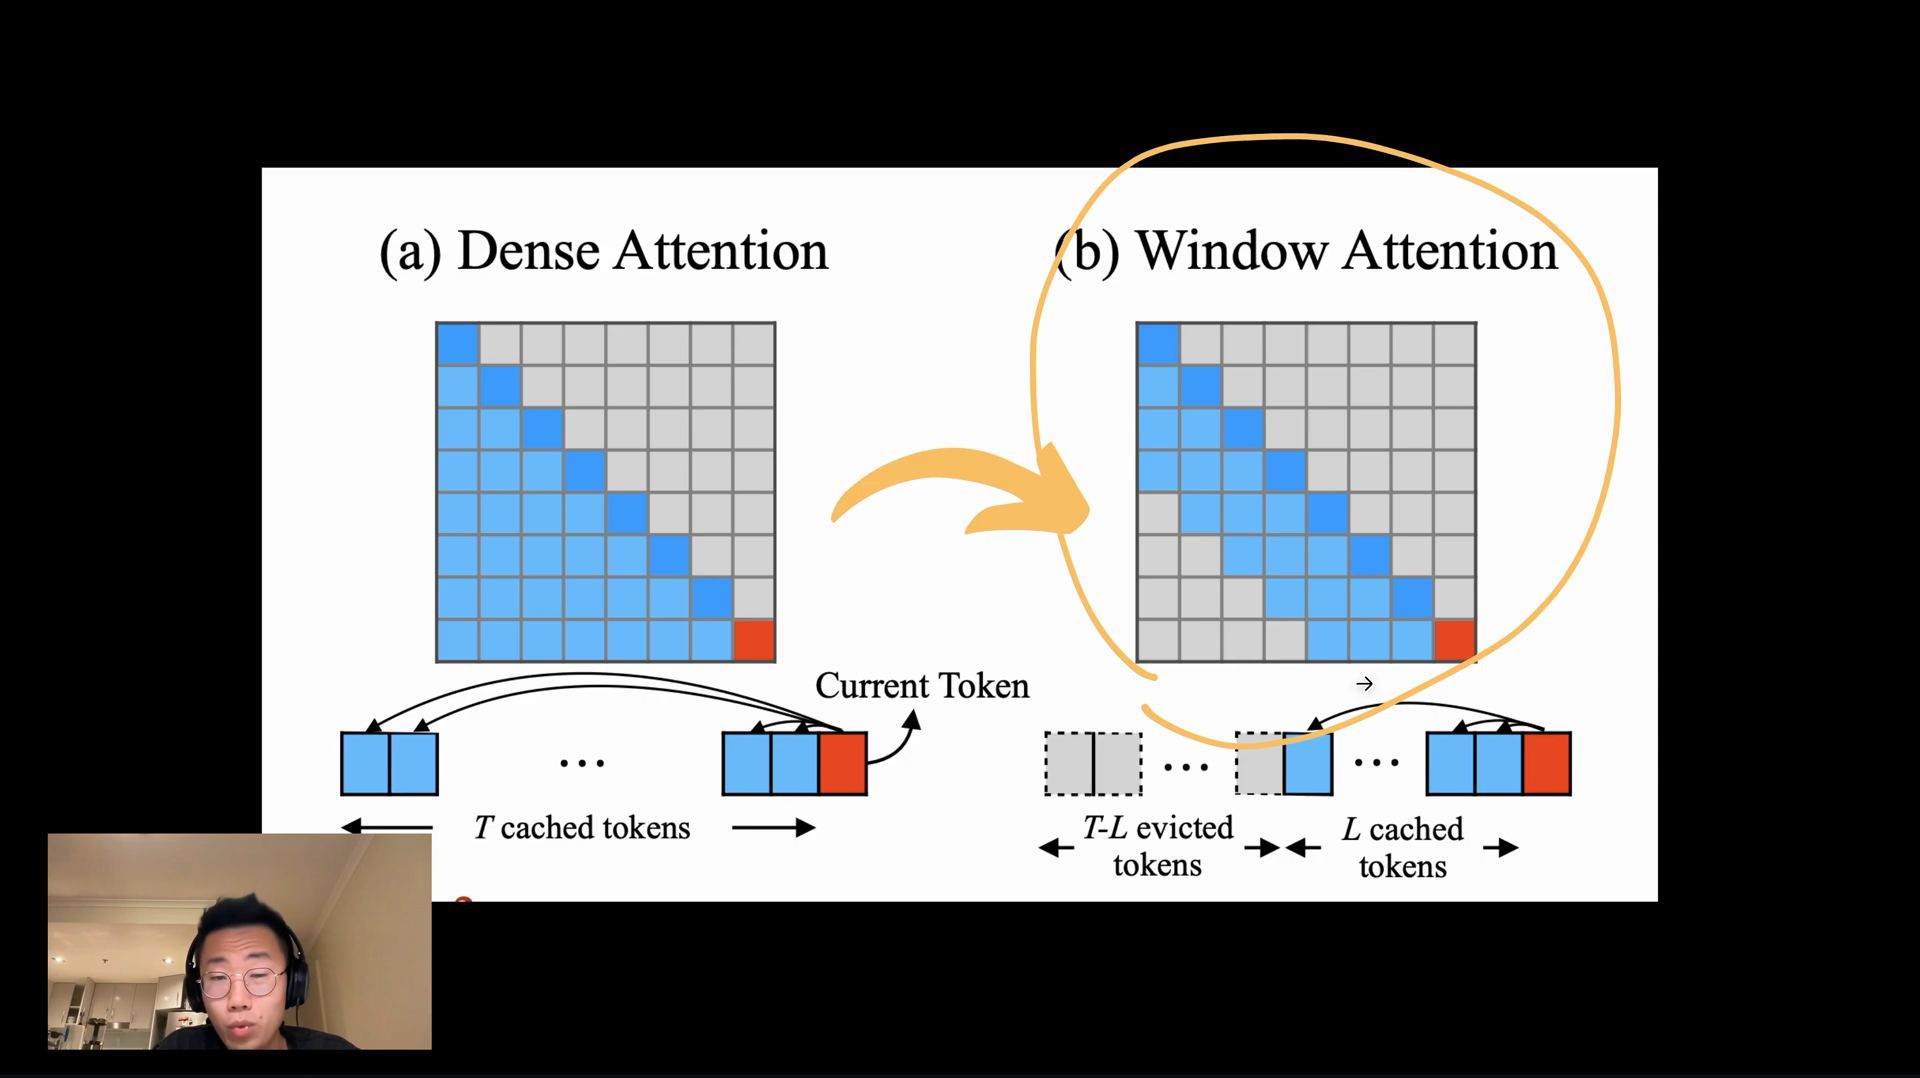 (a) Dense Attention
(b) Window Attention
Current Token
...
...
...
T cached tokens
T-L evicted
tokens
L cached
tokens